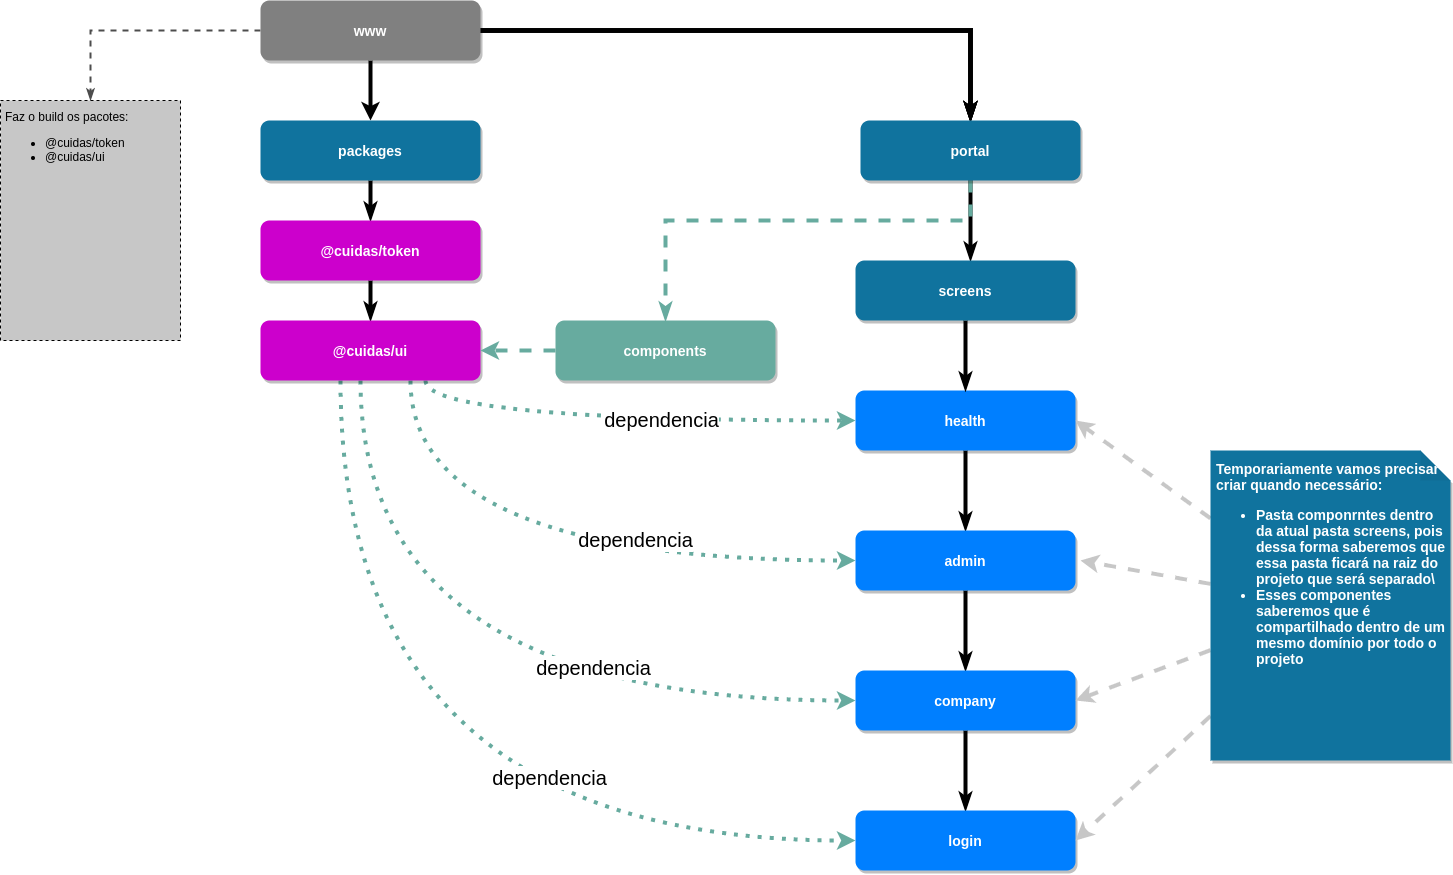 www
Faz o build os pacotes:
@cuidas/token
@cuidas/ui
packages
portal
@cuidas/token
screens
@cuidas/ui
components
dependencia
health
dependencia
admin
dependencia
company
dependencia
login
Temporariamente vamos precisar
criar quando necessário:
Pasta componrntes dentro
da atual pasta screens, pois
dessa forma saberemos que
essa pasta ficará na raiz do
projeto que será separado\
Esses componentes
saberemos que é
compartilhado dentro de um
mesmo domínio por todo o
projeto